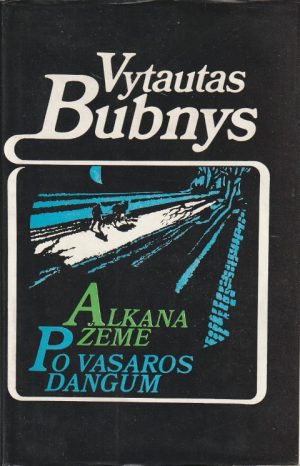 Vytautas
Bubnys
ALKANA
ŽEMĖ
PO VASAROS
DANGUM